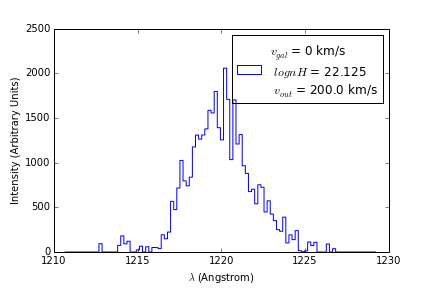 2500
2000
1500
1000
500
0
Intensity (Arbitrary Units)
v_gal = 0 km/s
lognH = 22.125
v_out = 200.0 km/s
1210 1215 1220 1225 1230
λ (Angstrom)